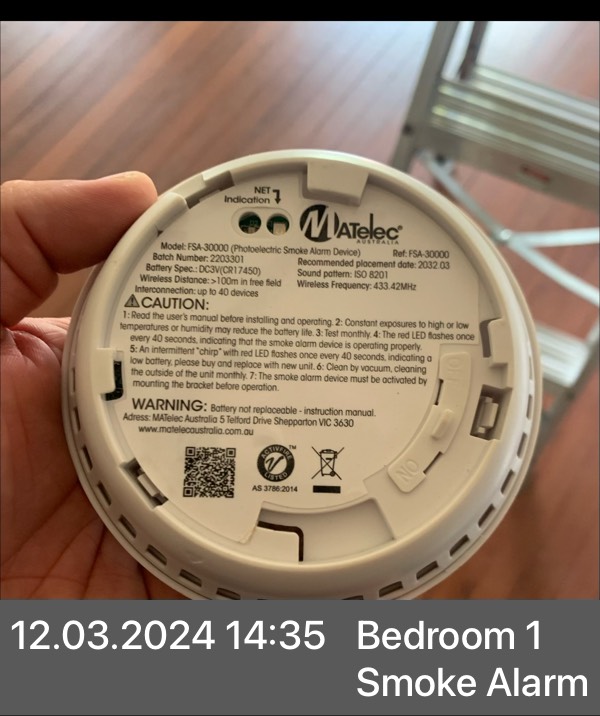 NET
Indication
MATelec®
AUSTRALIA
Model: FSA-30000 (Photoelectric Smoke Alarm Device) Ref: FSA-30000
Batch Number: 2203301 Recommended placement date: 2032.03
Battery Spec.: DC3V(CR17450) Sound pattern: ISO 8201
Wireless Distance: >100m in free field Wireless Frequency: 433.42MHz
Interconnection: up to 40 devices
CAUTION:
1: Read the user's manual before installing and operating. 2: Constant exposures to high or low
temperatures or humidity may reduce the battery life. 3: Test monthly. 4: The red LED flashes once
every 40 seconds, indicating that the smoke alarm device is operating properly.
5: An intermittent "chirp" with red LED flashes once every 40 seconds, indicating a
low battery, please buy and replace with new unit. 6: Clean by vacuum, cleaning
the outside of the unit monthly. 7: The smoke alarm device must be activated by
mounting the bracket before operation.
WARNING: Battery not replaceable - instruction manual.
Adress: MATelec Australia 5 Telford Drive Shepparton VIC 3630
www.matelecaustralia.com.au
ACTIVFIRE
LISTED
TM
AS 3786:2014
ON
12.03.2024 14:35 Bedroom 1
Smoke Alarm